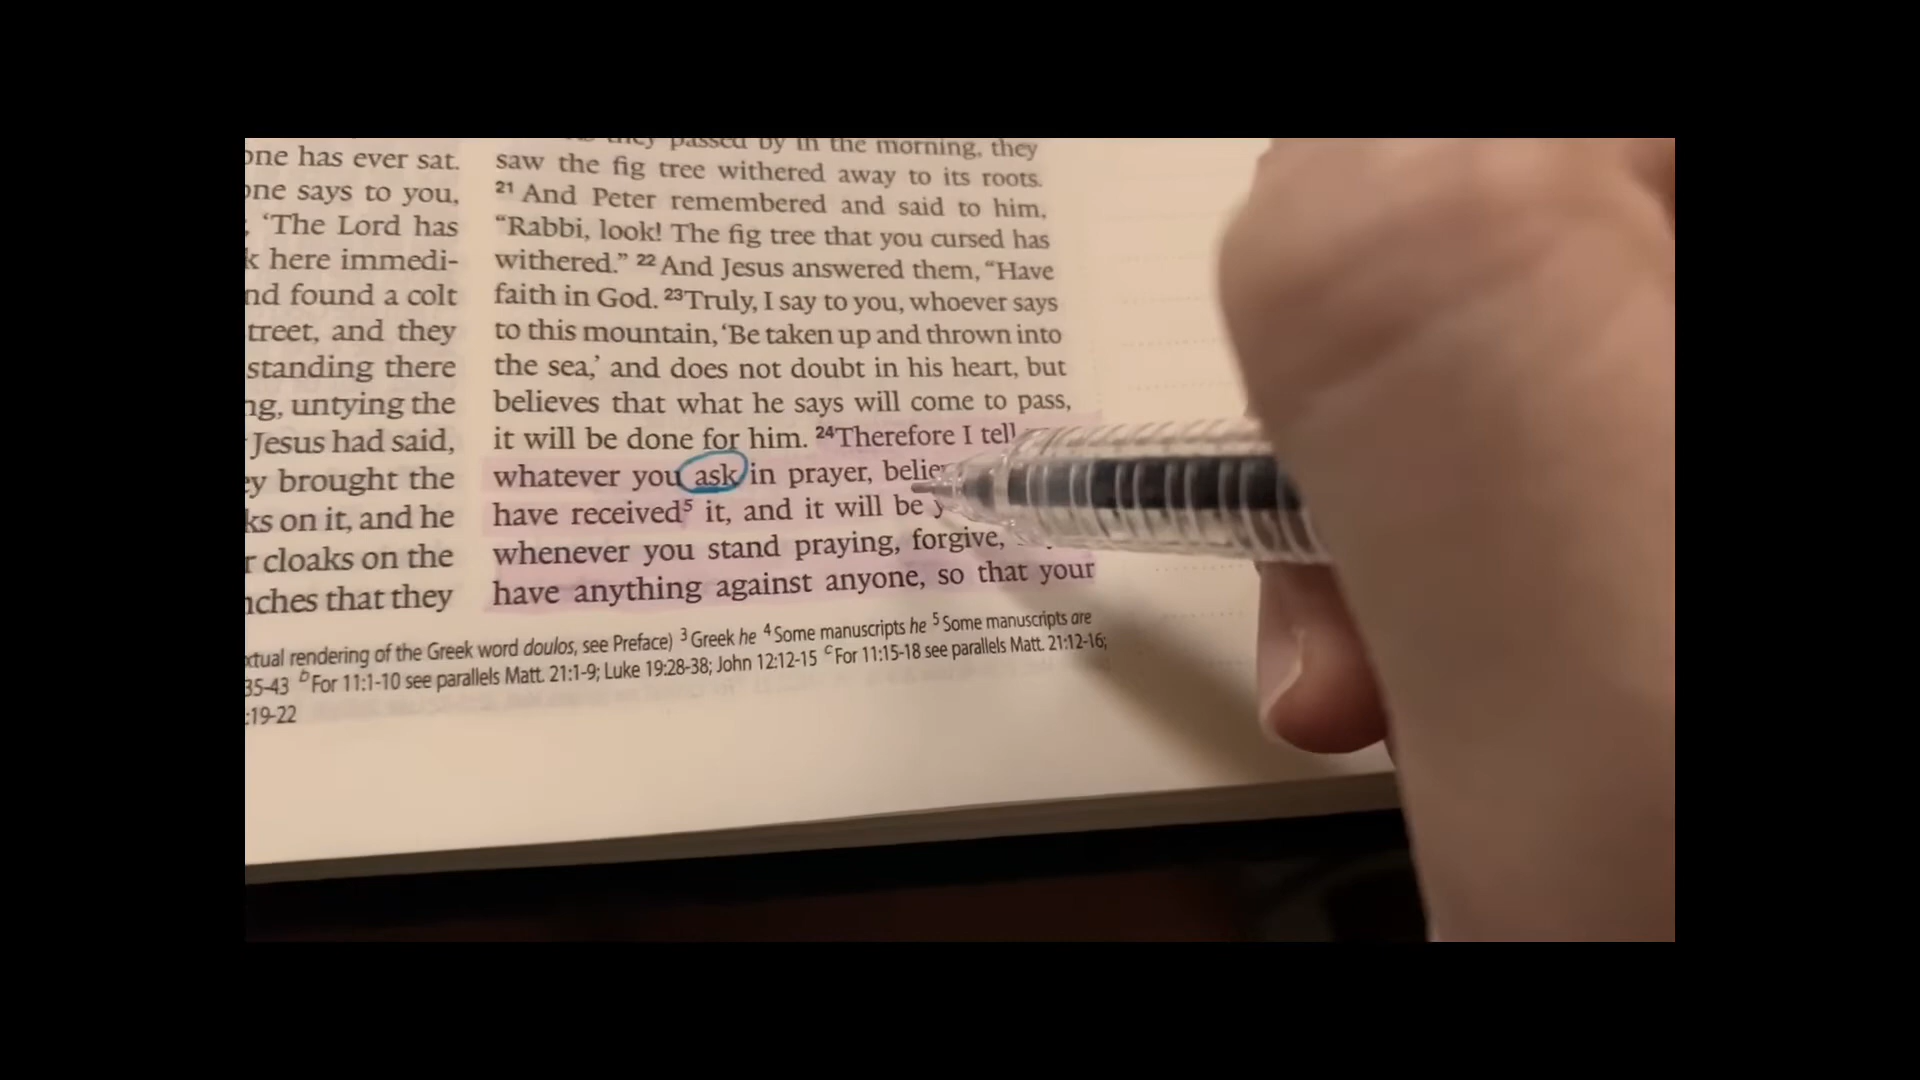 one has ever sat.
one says to you,
'The Lord has
here immedi-
found a colt
and they
standing there
untying the
Jesus had said,
brought the
on it, and he
cloaks on the
that they
they passed by in the morning, they
saw the fig tree withered away to its roots.
21 And Peter remembered and said to him,
“Rabbi, look! The fig tree that you cursed has
withered.” 22 And Jesus answered them, “Have
faith in God. 23 Truly, I say to you, whoever says
to this mountain, ‘Be taken up and thrown into
the sea,’ and does not doubt in his heart, but
believes that what he says will come to pass,
it will be done for him. 24 Therefore I tell
whatever you ask in prayer,
have received5 it, and it will be
whenever you stand praying, forgive,
have anything against anyone, so that your
rendering of the Greek word doulos, see Preface) 3 Greek he 4 Some manuscripts he 5 Some manuscripts are
35-43 b For 11:1-10 see parallels Matt. 21:1-9; Luke 19:28-38; John 12:12-15 c For 11:15-18 see parallels Matt. 21:12-16;
:19-22